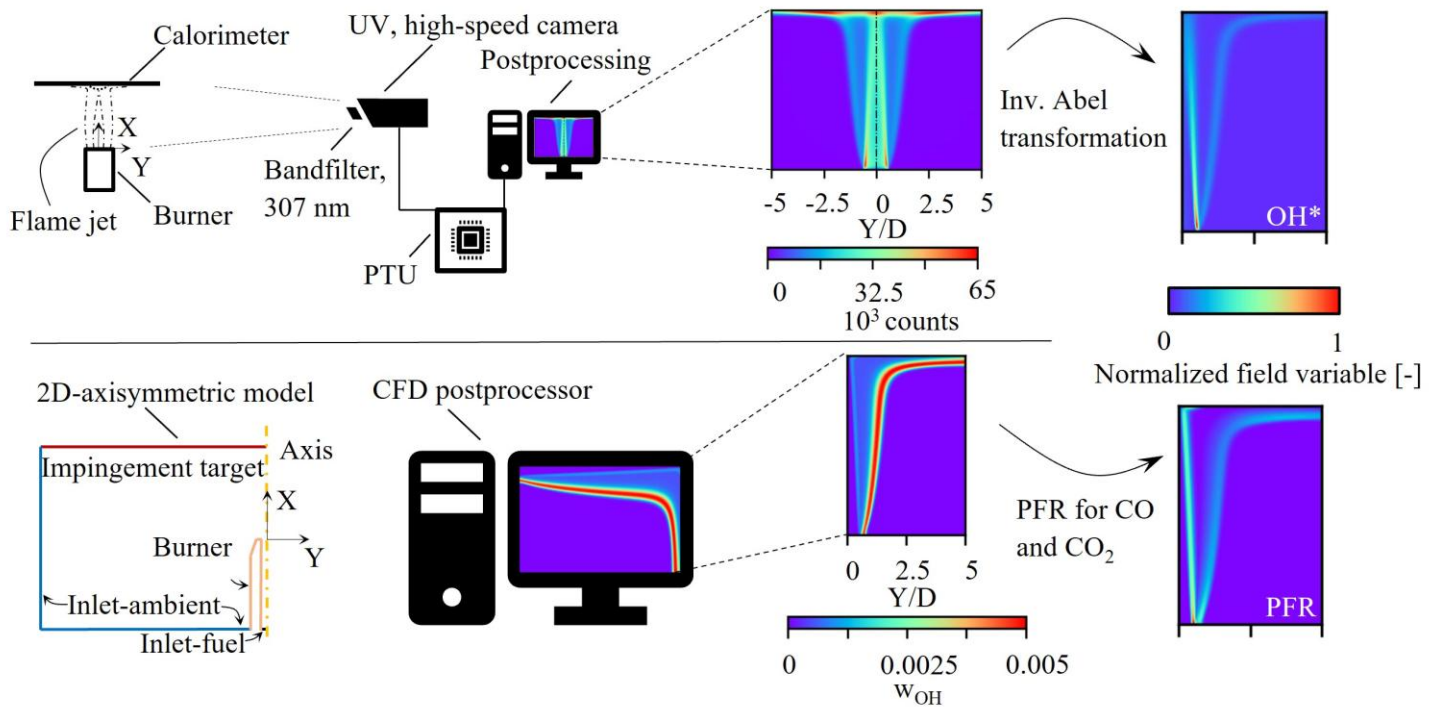 Calorimeter
UV, high-speed camera
Postprocessing
X
Y
Bandfilter,
307 nm
Flame jet
Burner
PTU
-5 -2.5 0 2.5 5
Y/D
0 32.5 65
10³ counts
Inv. Abel
transformation
OH*
0 1
Normalized field variable [-]
2D-axisymmetric model
Axis
Impingement target
X
Burner
Y
Inlet-ambient
Inlet-fuel
CFD postprocessor
0 2.5 5
Y/D
0 0.0025 0.005
w_OH
PFR for CO
and CO₂
PFR